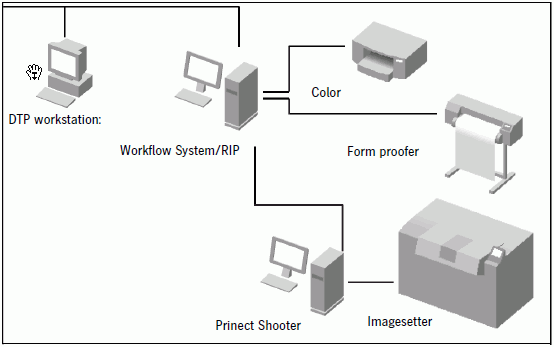 Color
DTP workstation:
Workflow System/RIP
Form proofer
Prinect Shooter
Imagesetter